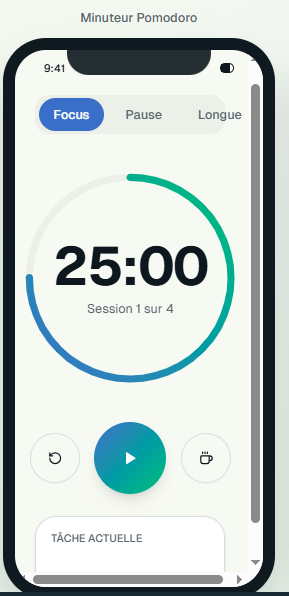 Minuteur Pomodoro
9:41
Focus Pause Longue
25:00
Session 1 sur 4
TÂCHE ACTUELLE